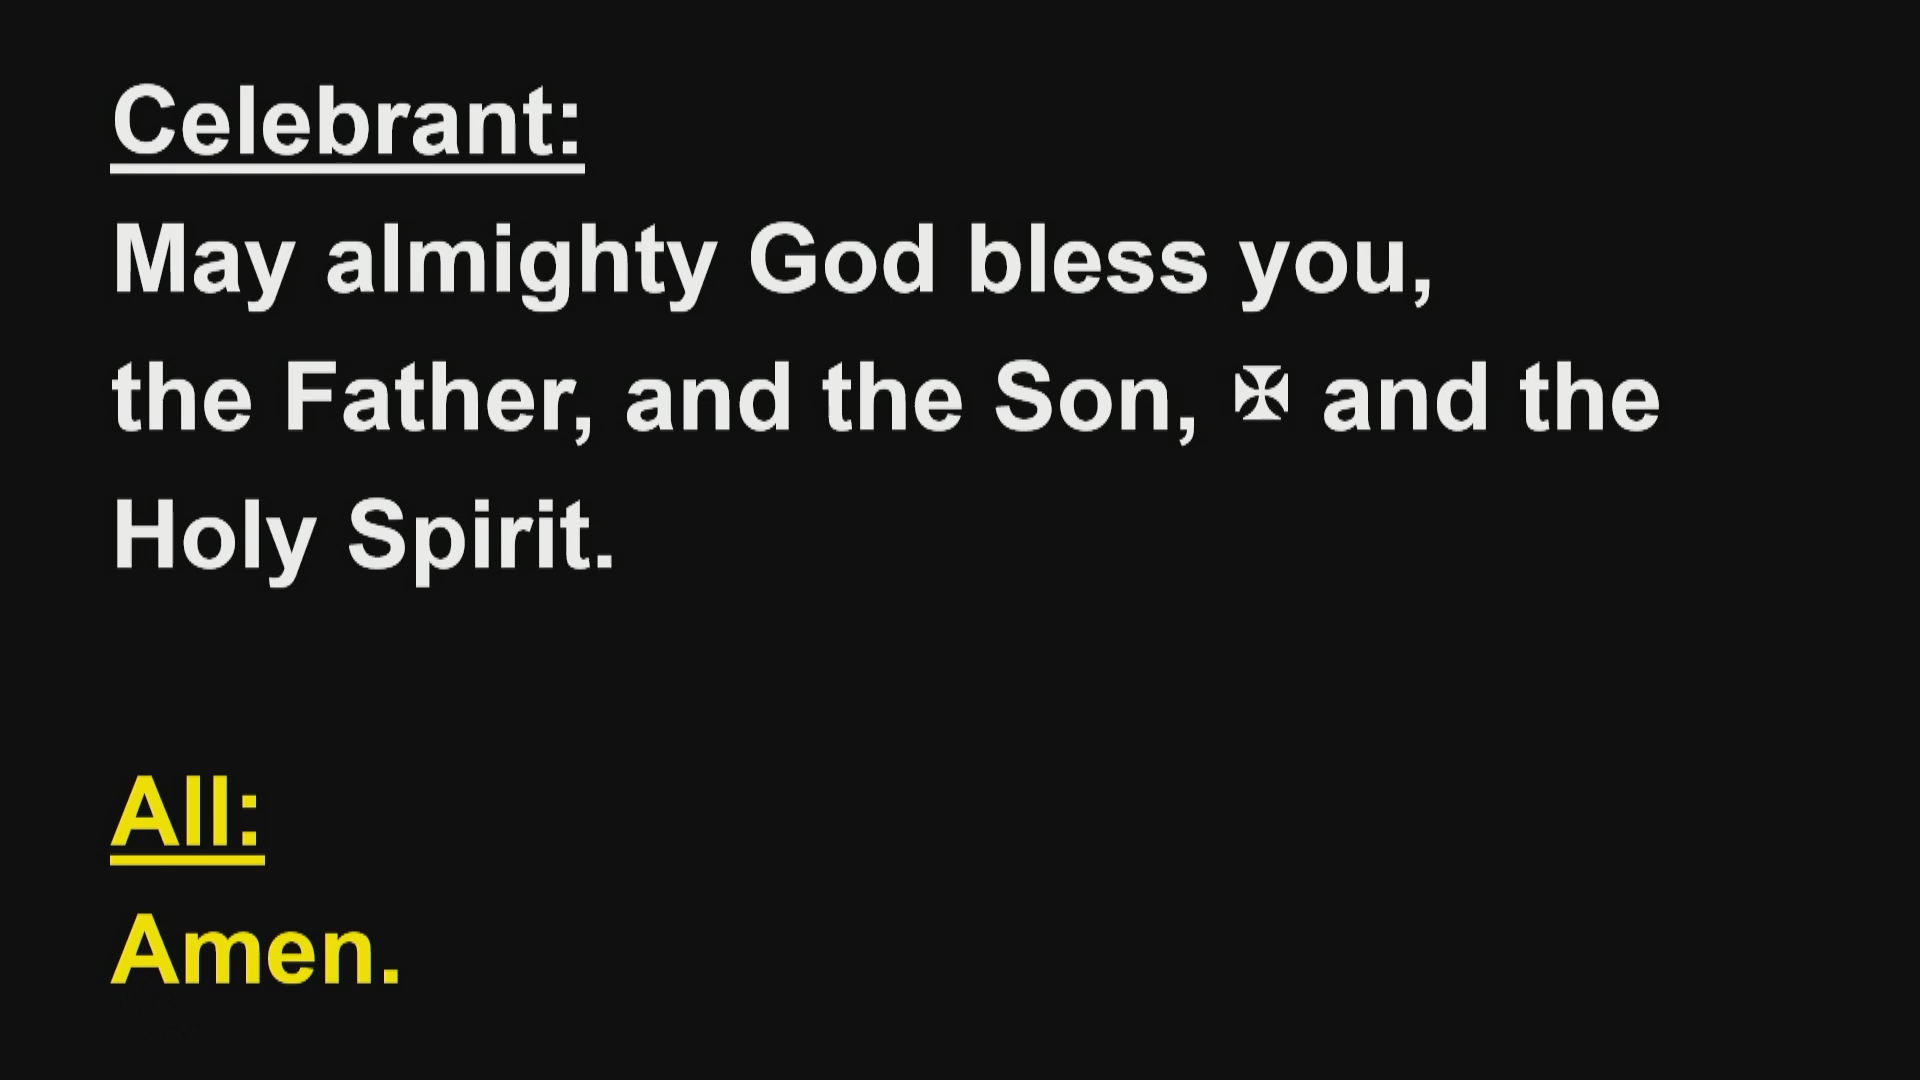 Celebrant:
May almighty God bless you,
the Father, and the Son, ✠ and the
Holy Spirit.
All:
Amen.